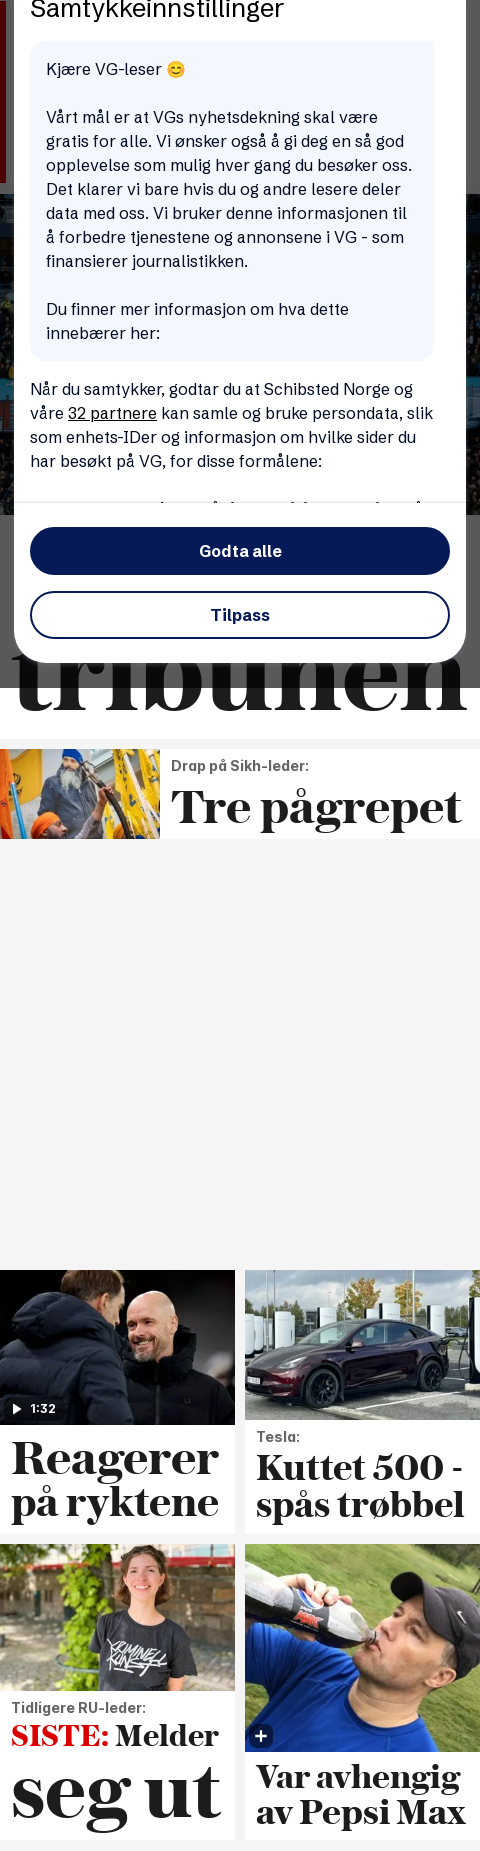 Samtykkeinnstillinger
Kjære VG-leser 😊
Vårt mål er at VGs nyhetsdekning skal være
gratis for alle. Vi ønsker også å gi deg en så god
opplevelse som mulig hver gang du besøker oss.
Det klarer vi bare hvis du og andre lesere deler
data med oss. Vi bruker denne informasjonen til
å forbedre tjenestene og annonsene i VG - som
finansierer journalistikken.
Du finner mer informasjon om hva dette
innebærer her:
Når du samtykker, godtar du at Schibsted Norge og
våre 32 partnere kan samle og bruke persondata, slik
som enhets-IDer og informasjon om hvilke sider du
har besøkt på VG, for disse formålene:
Godta alle
Tilpass
tribunen
Drap på Sikh-leder:
Tre pågrepet
1:32
Reagerer
på ryktene
Tesla:
Kuttet 500 -
spås trøbbel
KRIMINELL
KUNST
Tidligere RU-leder:
SISTE: Melder
seg ut
Var avhengig
av Pepsi Max